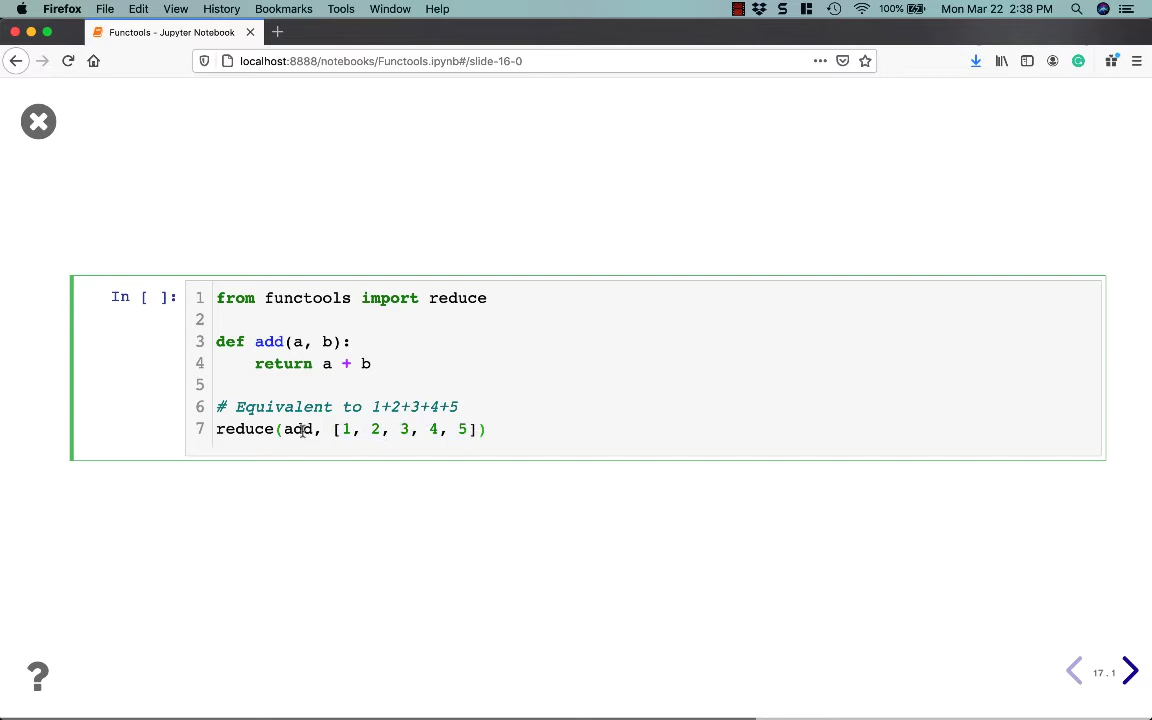 Firefox File Edit View History Bookmarks Tools Window Help 100% Mon Mar 22 2:38 PM
Functools - Jupyter Notebook
localhost:8888/notebooks/Functools.ipynb#/slide-16-0
In [ ]:
1 from functools import reduce
2
3 def add(a, b):
4 return a + b
5
6 # Equivalent to 1+2+3+4+5
7 reduce(add, [1, 2, 3, 4, 5])
?
17.1